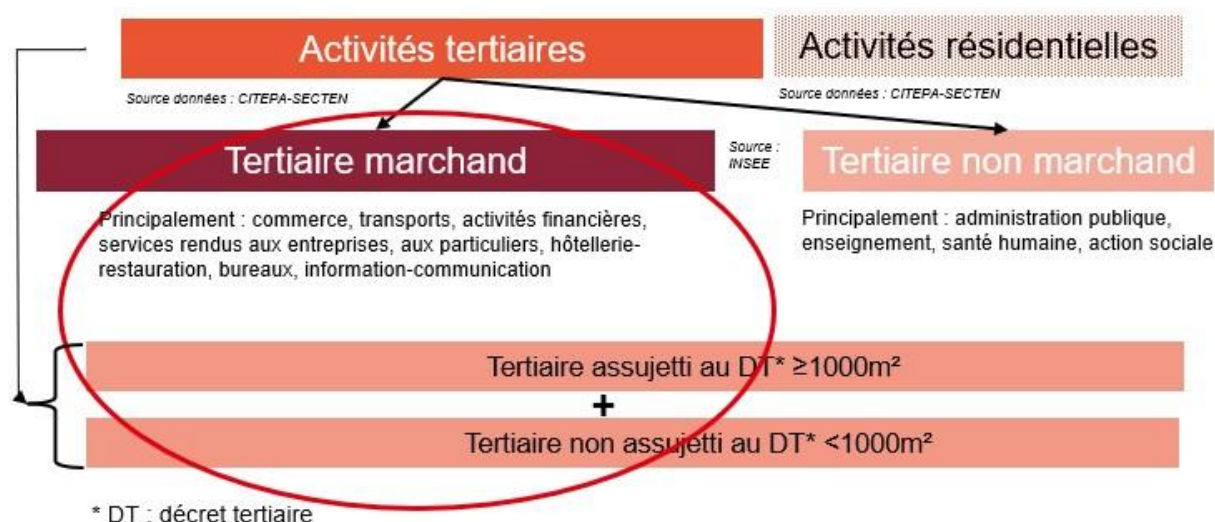 Activités tertiaires
Activités résidentielles
Source données : CITEPA-SECTEN
Source données : CITEPA-SECTEN
Tertiaire marchand
Source :
INSEE
Tertiaire non marchand
Principalement : commerce, transports, activités financières,
services rendus aux entreprises, aux particuliers, hôtellerie-
restauration, bureaux, information-communication
Principalement : administration publique,
enseignement, santé humaine, action sociale
Tertiaire assujetti au DT* ≥1000m²
+
Tertiaire non assujetti au DT* <1000m²
* DT : décret tertiaire